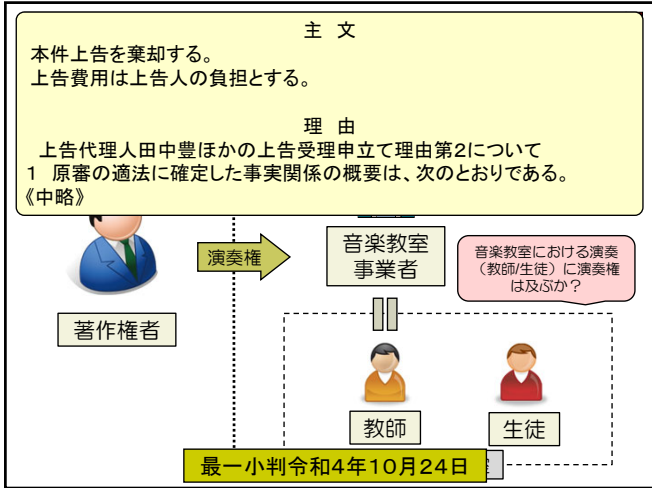 主 文
本件上告を棄却する。
上告費用は上告人の負担とする。
理 由
上告代理人田中豊ほかの上告受理申立て理由第2について
1 原審の適法に確定した事実関係の概要は、次のとおりである。
《中略》
演奏権
音楽教室
事業者
音楽教室における演奏
(教師/生徒)に演奏権
は及ぶか?
著作権者
教師
生徒
最一小判令和4年10月24日